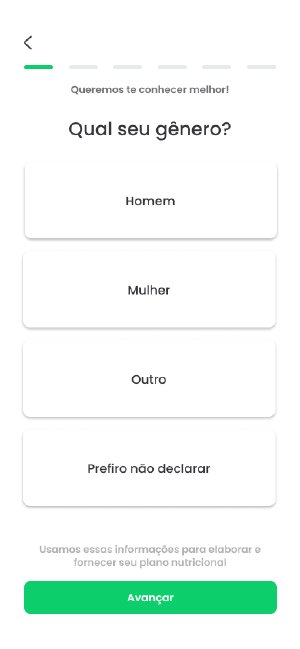 Queremos te conhecer melhor!
Qual seu gênero?
Homem
Mulher
Outro
Prefiro não declarar
Usamos essas informações para elaborar e
fornecer seu plano nutricional
Avançar